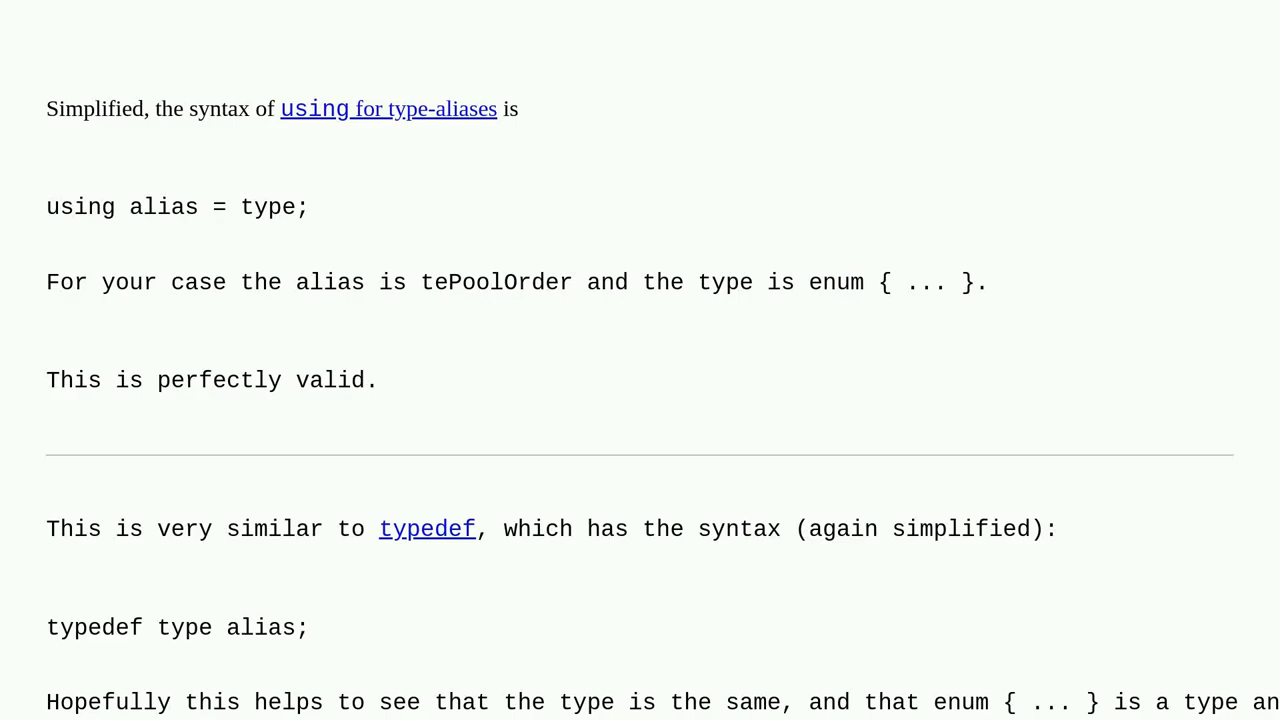 Simplified, the syntax of using for type-aliases is
using alias = type;
For your case the alias is tePoolOrder and the type is enum { ... }.
This is perfectly valid.
This is very similar to typedef, which has the syntax (again simplified):
typedef type alias;
Hopefully this helps to see that the type is the same, and that enum { ... } is a type an